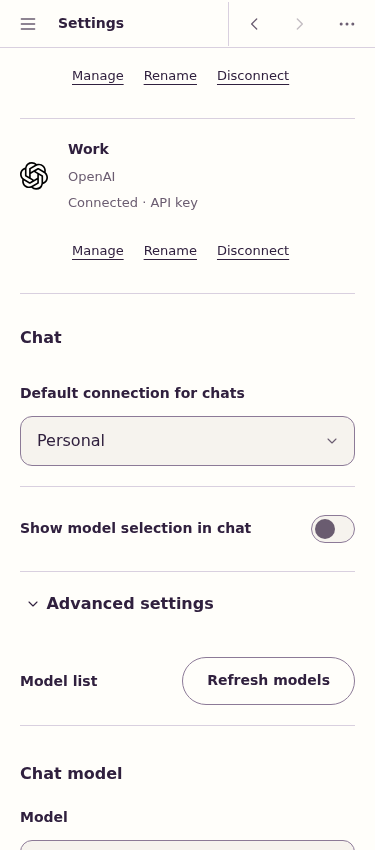 Settings
Manage Rename Disconnect
Work
OpenAI
Connected · API key
Manage Rename Disconnect
Chat
Default connection for chats
Personal
Show model selection in chat
Advanced settings
Model list
Refresh models
Chat model
Model